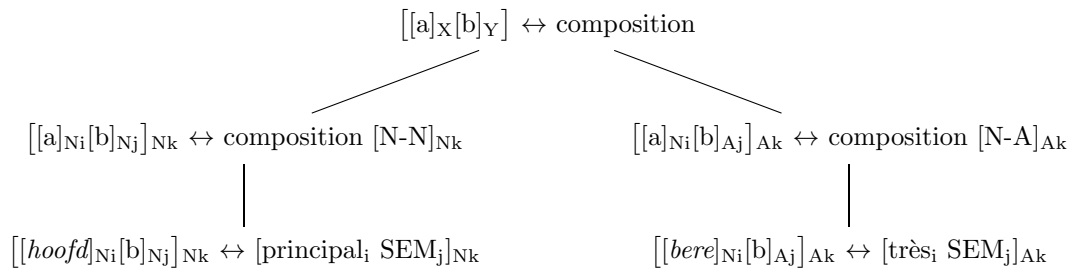 [[a]X[b]Y] ↔ composition
[[a]Ni[b]Nj]Nk ↔ composition [N-N]Nk
[[a]Ni[b]Aj]Ak ↔ composition [N-A]Ak
[[hoofd]Ni[b]Nj]Nk ↔ [principali SEMj]Nk
[[bere]Ni[b]Aj]Ak ↔ [trèsi SEMj]Ak